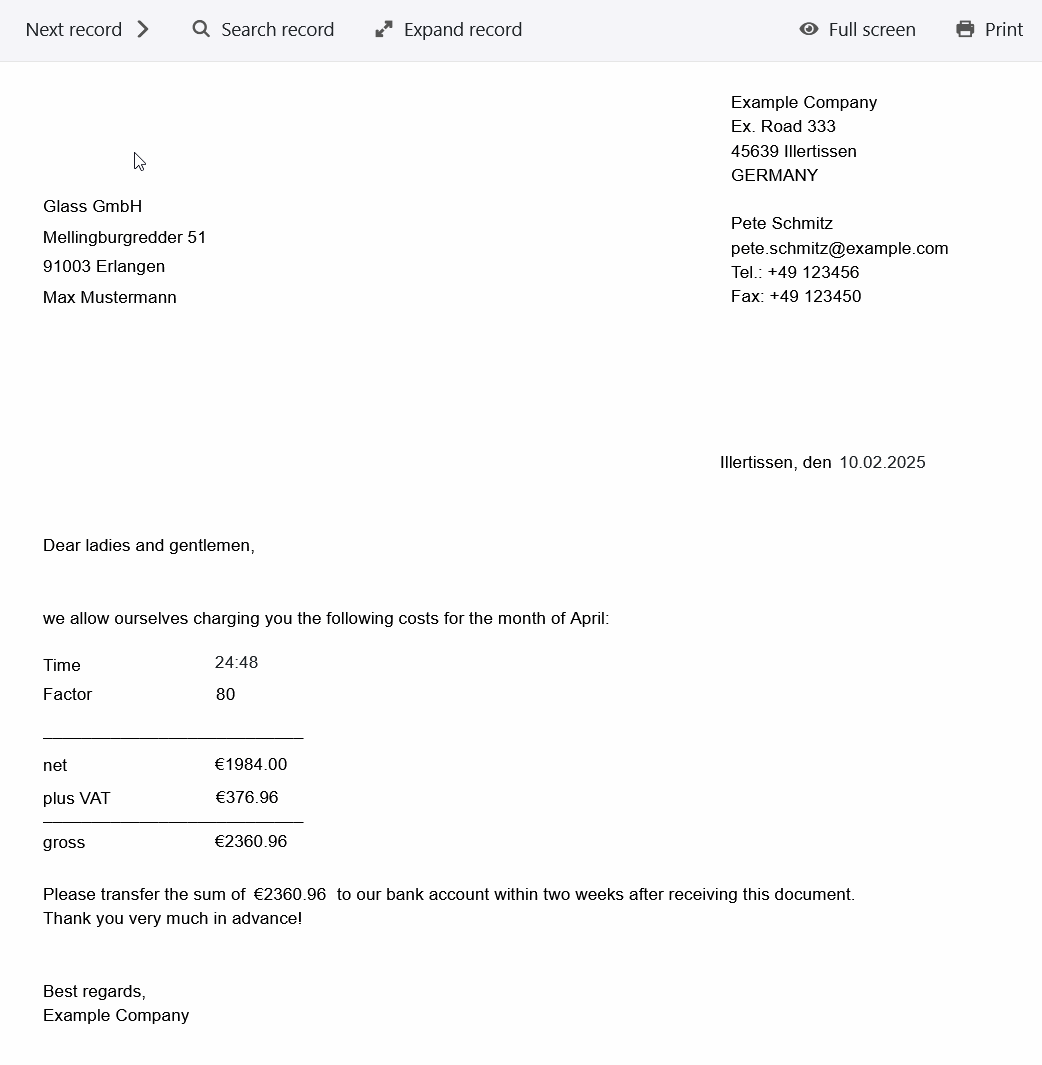 Next record Search record Expand record Full screen Print
Example Company
Ex. Road 333
45639 Illertissen
GERMANY
Glass GmbH
Mellingburgredder 51
91003 Erlangen
Max Mustermann
Pete Schmitz
pete.schmitz@example.com
Tel.: +49 123456
Fax: +49 123450
Illertissen, den 10.02.2025
Dear ladies and gentlemen,
we allow ourselves charging you the following costs for the month of April:
Time 24:48
Factor 80
net €1984.00
plus VAT €376.96
gross €2360.96
Please transfer the sum of €2360.96 to our bank account within two weeks after receiving this document.
Thank you very much in advance!
Best regards,
Example Company